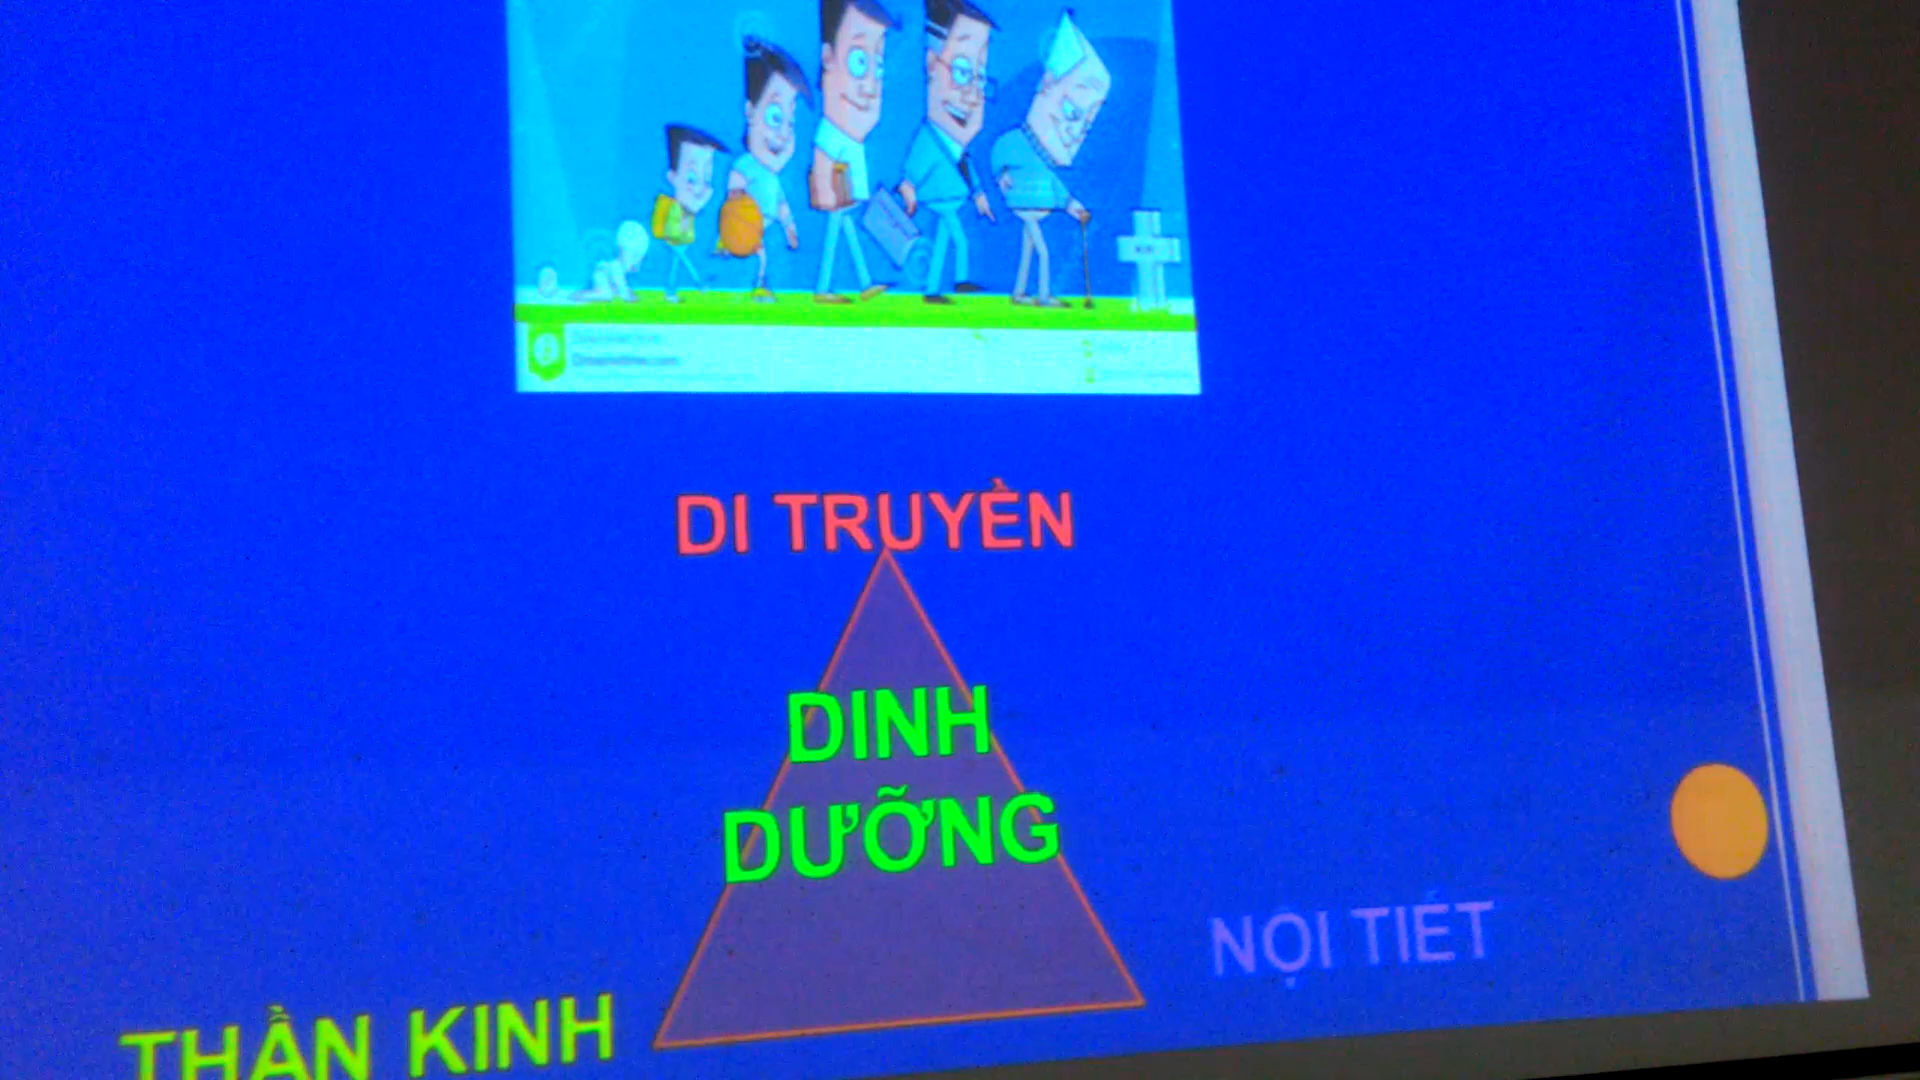 DI TRUYỀN
DINH
DƯỠNG
NỘI TIẾT
THẦN KINH